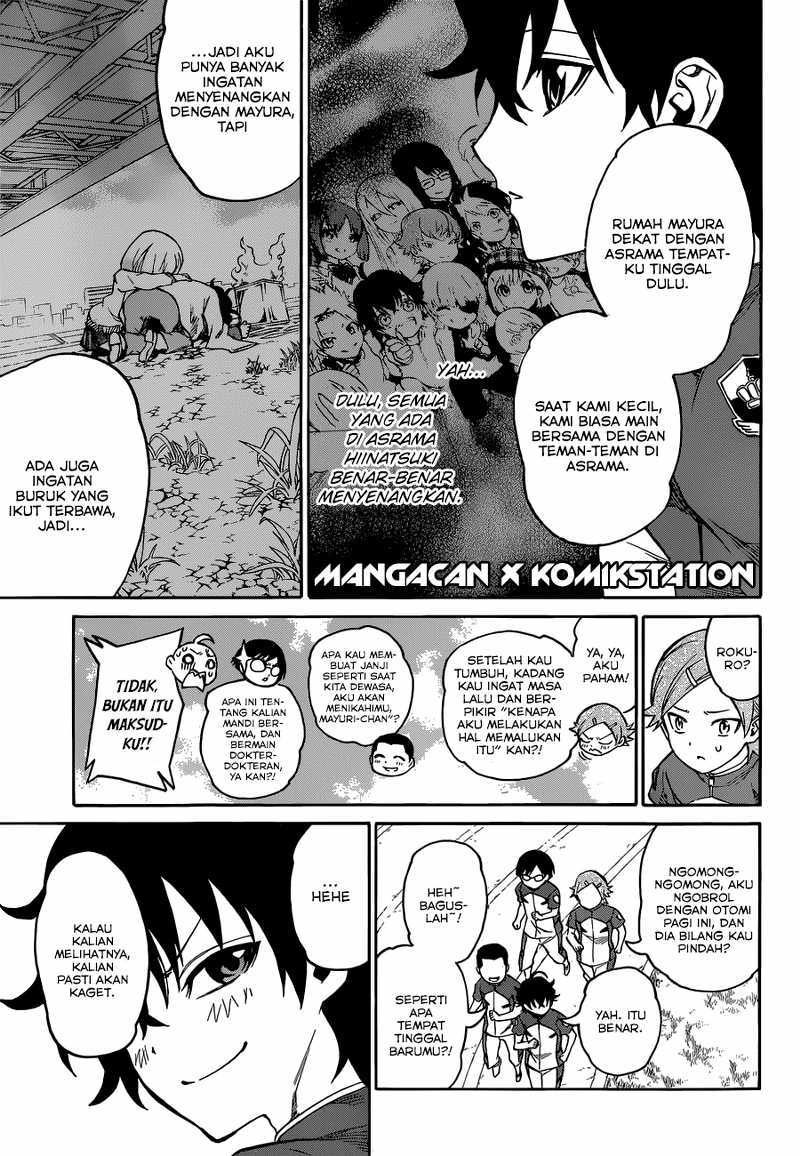 RUMAH MAYURA
DEKAT DENGAN
ASRAMA TEMPAT-
KU TINGGAL
DULU.
SAAT KAMI KECIL,
KAMI BIASA MAIN
BERSAMA DENGAN
TEMAN-TEMAN DI
ASRAMA.
YAH...
DULU, SEMUA
YANG ADA
DI ASRAMA
HIINATSUKI
BENAR-BENAR
MENYENANGKAN.
...JADI AKU
PUNYA BANYAK
INGATAN
MENYENANGKAN
DENGAN MAYURA,
TAPI
ADA JUGA
INGATAN
BURUK YANG
IKUT TERBAWA,
JADI...
MANGACAN X KOMIKSTATION
ROKU-
RO?
YA, YA,
AKU
PAHAM!
SETELAH KAU
TUMBUH, KADANG
KAU INGAT MASA
LALU DAN BER-
PIKIR "KENAPA
AKU MELAKUKAN
HAL MEMALUKAN
ITU" KAN?!
APA KAU MEM-
BUAT JANJI
SEPERTI SAAT
KITA DEWASA,
AKU AKAN
MENIKAHIMU,
MAYURI-CHAN"?
APA INI TEN-
TANG KALIAN
MANDI BER-
SAMA, DAN
BERMAIN
DOKTER-
DOKTERAN,
YA KAN?!
TIDAK,
BUKAN ITU
MAKSUD-
KU!!
NGOMONG-
NGOMONG, AKU
NGOBROL
DENGAN OTOMI
PAGI INI, DAN
DIA BILANG KAU
PINDAH?
YAH. ITU
BENAR.
HEH~
BAGUS-
LAH~!
SEPERTI
APA
TEMPAT
TINGGAL
BARUMU?!
...
HEHE
KALAU
KALIAN
MELIHATNYA,
KALIAN
PASTI AKAN
KAGET.